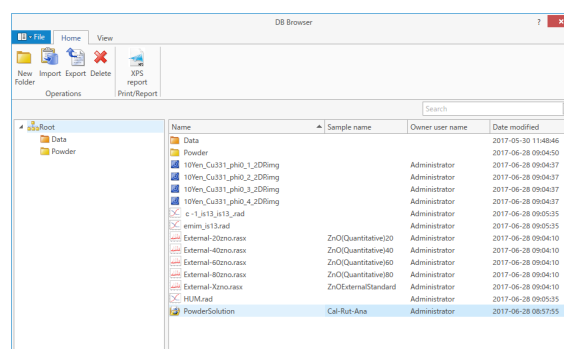 DB Browser
? ×
File Home View
New Folder Import Export Delete XPS report
Operations Print/Report
Search
Root
Data
Powder
Name Sample name Owner user name Date modified
Data 2017-05-30 11:48:46
Powder 2017-06-28 09:04:50
10Yen_Cu331_phi0_1_2DRimg Administrator 2017-06-28 09:04:37
10Yen_Cu331_phi0_2_2DRimg Administrator 2017-06-28 09:04:37
10Yen_Cu331_phi0_3_2DRimg Administrator 2017-06-28 09:04:37
10Yen_Cu331_phi0_4_2DRimg Administrator 2017-06-28 09:04:37
c -1_is13_is13_.rad Administrator 2017-06-28 09:05:35
emim_is13.rad Administrator 2017-06-28 09:05:35
External-20zno.rasx ZnO(Quantitative)20 Administrator 2017-06-28 09:04:10
External-40zno.rasx ZnO(Quantitative)40 Administrator 2017-06-28 09:04:10
External-60zno.rasx ZnO(Quantitative)60 Administrator 2017-06-28 09:04:10
External-80zno.rasx ZnO(Quantitative)80 Administrator 2017-06-28 09:04:10
External-Xzno.rasx ZnOExternalStandard Administrator 2017-06-28 09:04:10
HUM.rad Administrator 2017-06-28 09:05:35
PowderSolution Cal-Rut-Ana Administrator 2017-06-28 08:57:55